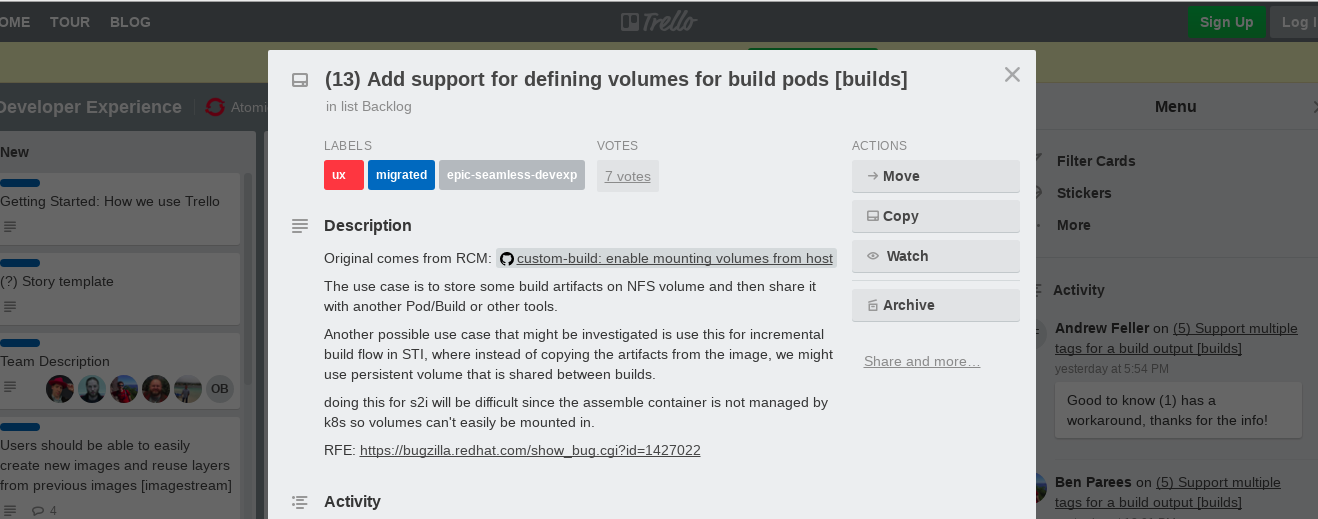 OME TOUR BLOG
Trello
Sign Up
Log I
Developer Experience
Atomi
Menu
New
Getting Started: How we use Trello
(?) Story template
Team Description
OB
Users should be able to easily
create new images and reuse layers
from previous images [imagestream]
4
(13) Add support for defining volumes for build pods [builds]
in list Backlog
LABELS
ux
migrated
epic-seamless-devexp
VOTES
7 votes
Description
Original comes from RCM: custom-build: enable mounting volumes from host
The use case is to store some build artifacts on NFS volume and then share it
with another Pod/Build or other tools.
Another possible use case that might be investigated is use this for incremental
build flow in STI, where instead of copying the artifacts from the image, we might
use persistent volume that is shared between builds.
doing this for s2i will be difficult since the assemble container is not managed by
k8s so volumes can't easily be mounted in.
RFE: https://bugzilla.redhat.com/show_bug.cgi?id=1427022
Activity
ACTIONS
Move
Copy
Watch
Archive
Share and more…
Filter Cards
Stickers
More
Activity
Andrew Feller on (5) Support multiple
tags for a build output [builds]
yesterday at 5:54 PM
Good to know (1) has a
workaround, thanks for the info!
Ben Parees on (5) Support multiple
tags for a build output [builds]